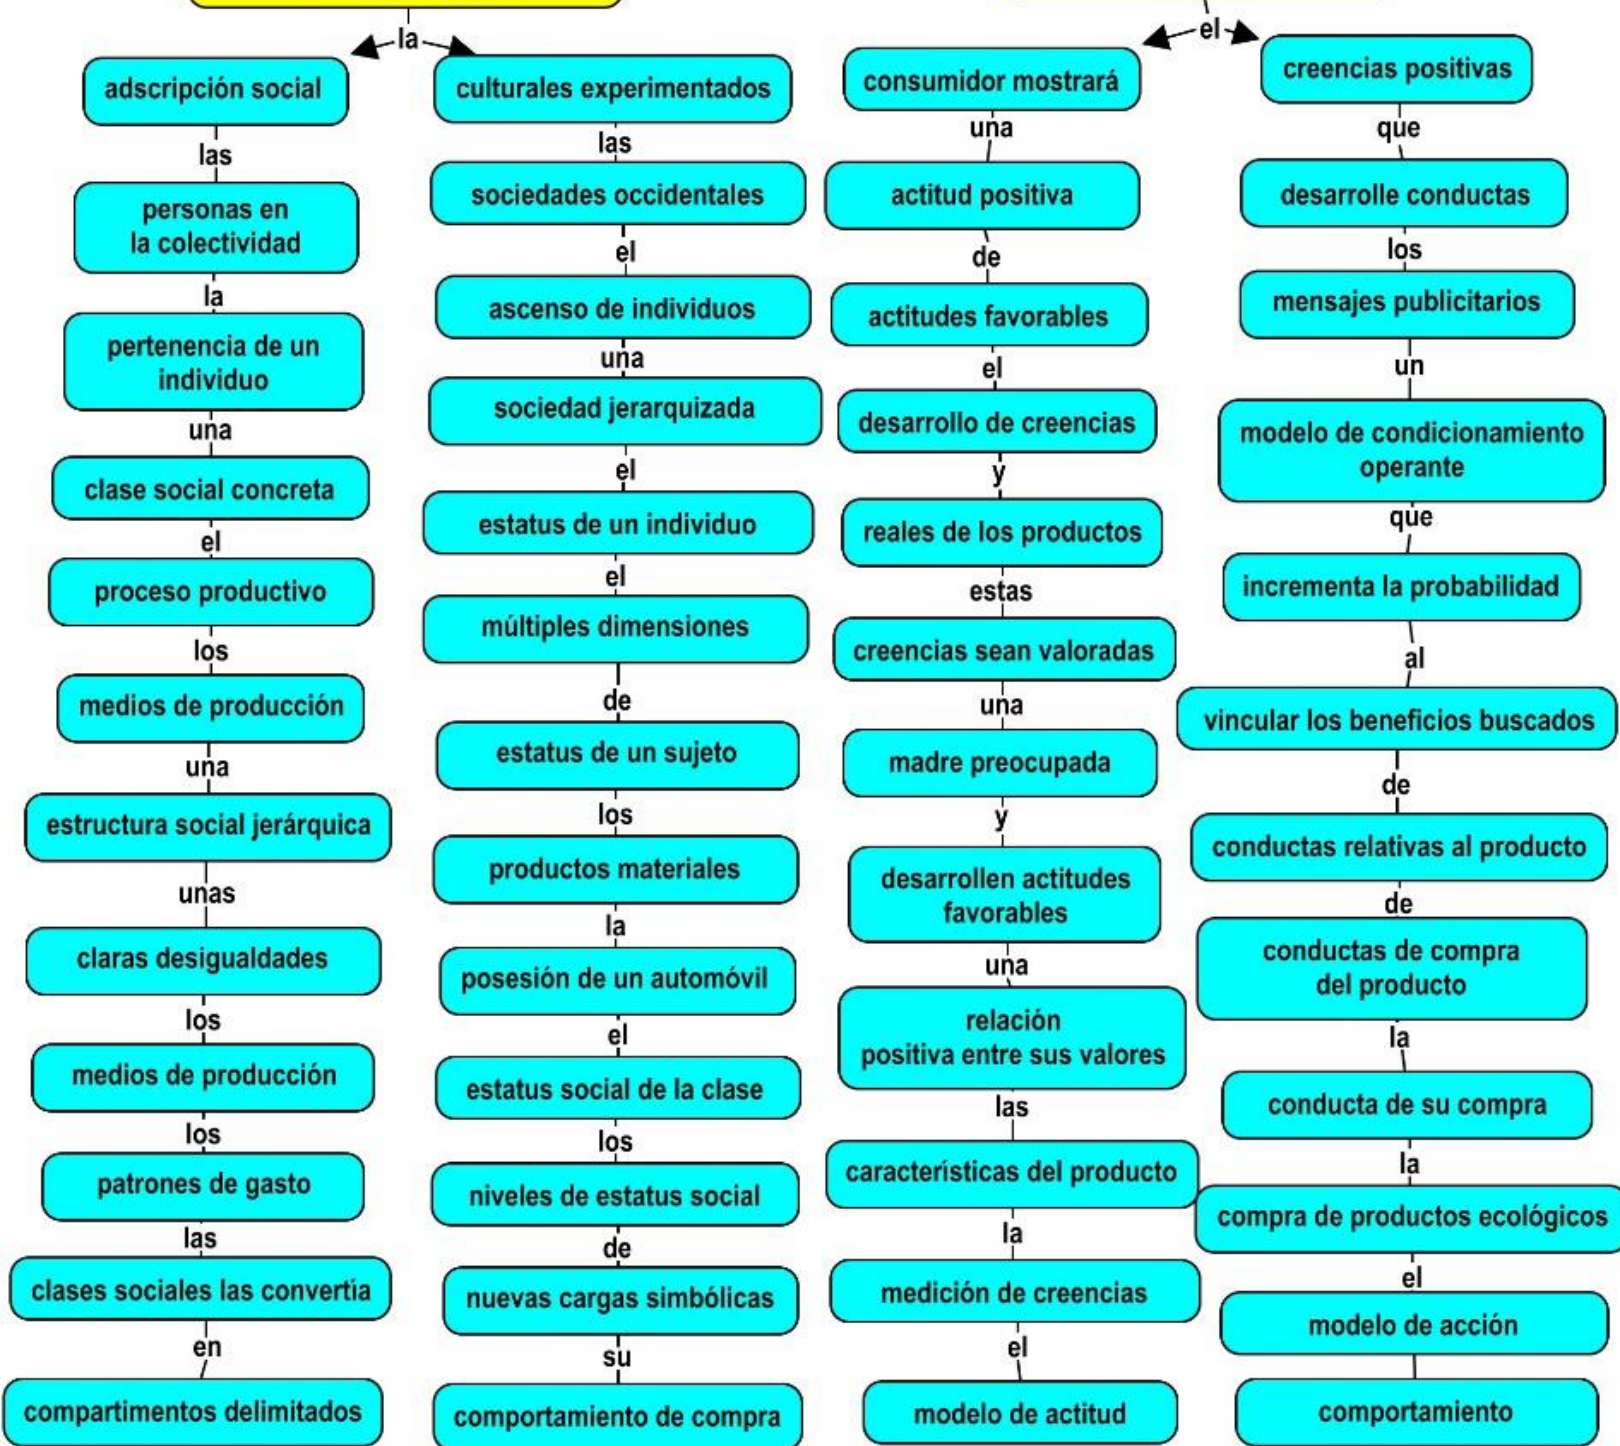 la
adscripción social
las
personas en
la colectividad
la
pertenencia de un
individuo
una
clase social concreta
el
proceso productivo
los
medios de producción
una
estructura social jerárquica
unas
claras desigualdades
los
medios de producción
los
patrones de gasto
las
clases sociales las convertía
en
compartimentos delimitados
culturales experimentados
las
sociedades occidentales
el
ascenso de individuos
una
sociedad jerarquizada
el
estatus de un individuo
el
múltiples dimensiones
de
estatus de un sujeto
los
productos materiales
la
posesión de un automóvil
el
estatus social de la clase
los
niveles de estatus social
de
nuevas cargas simbólicas
su
comportamiento de compra
el
consumidor mostrará
una
actitud positiva
de
actitudes favorables
el
desarrollo de creencias
y
reales de los productos
estas
creencias sean valoradas
una
madre preocupada
y
desarrollen actitudes
favorables
una
relación
positiva entre sus valores
las
características del producto
la
medición de creencias
el
modelo de actitud
creencias positivas
que
desarrolle conductas
los
mensajes publicitarios
un
modelo de condicionamiento
operante
que
incrementa la probabilidad
al
vincular los beneficios buscados
de
conductas relativas al producto
de
conductas de compra
del producto
la
conducta de su compra
la
compra de productos ecológicos
el
modelo de acción
comportamiento